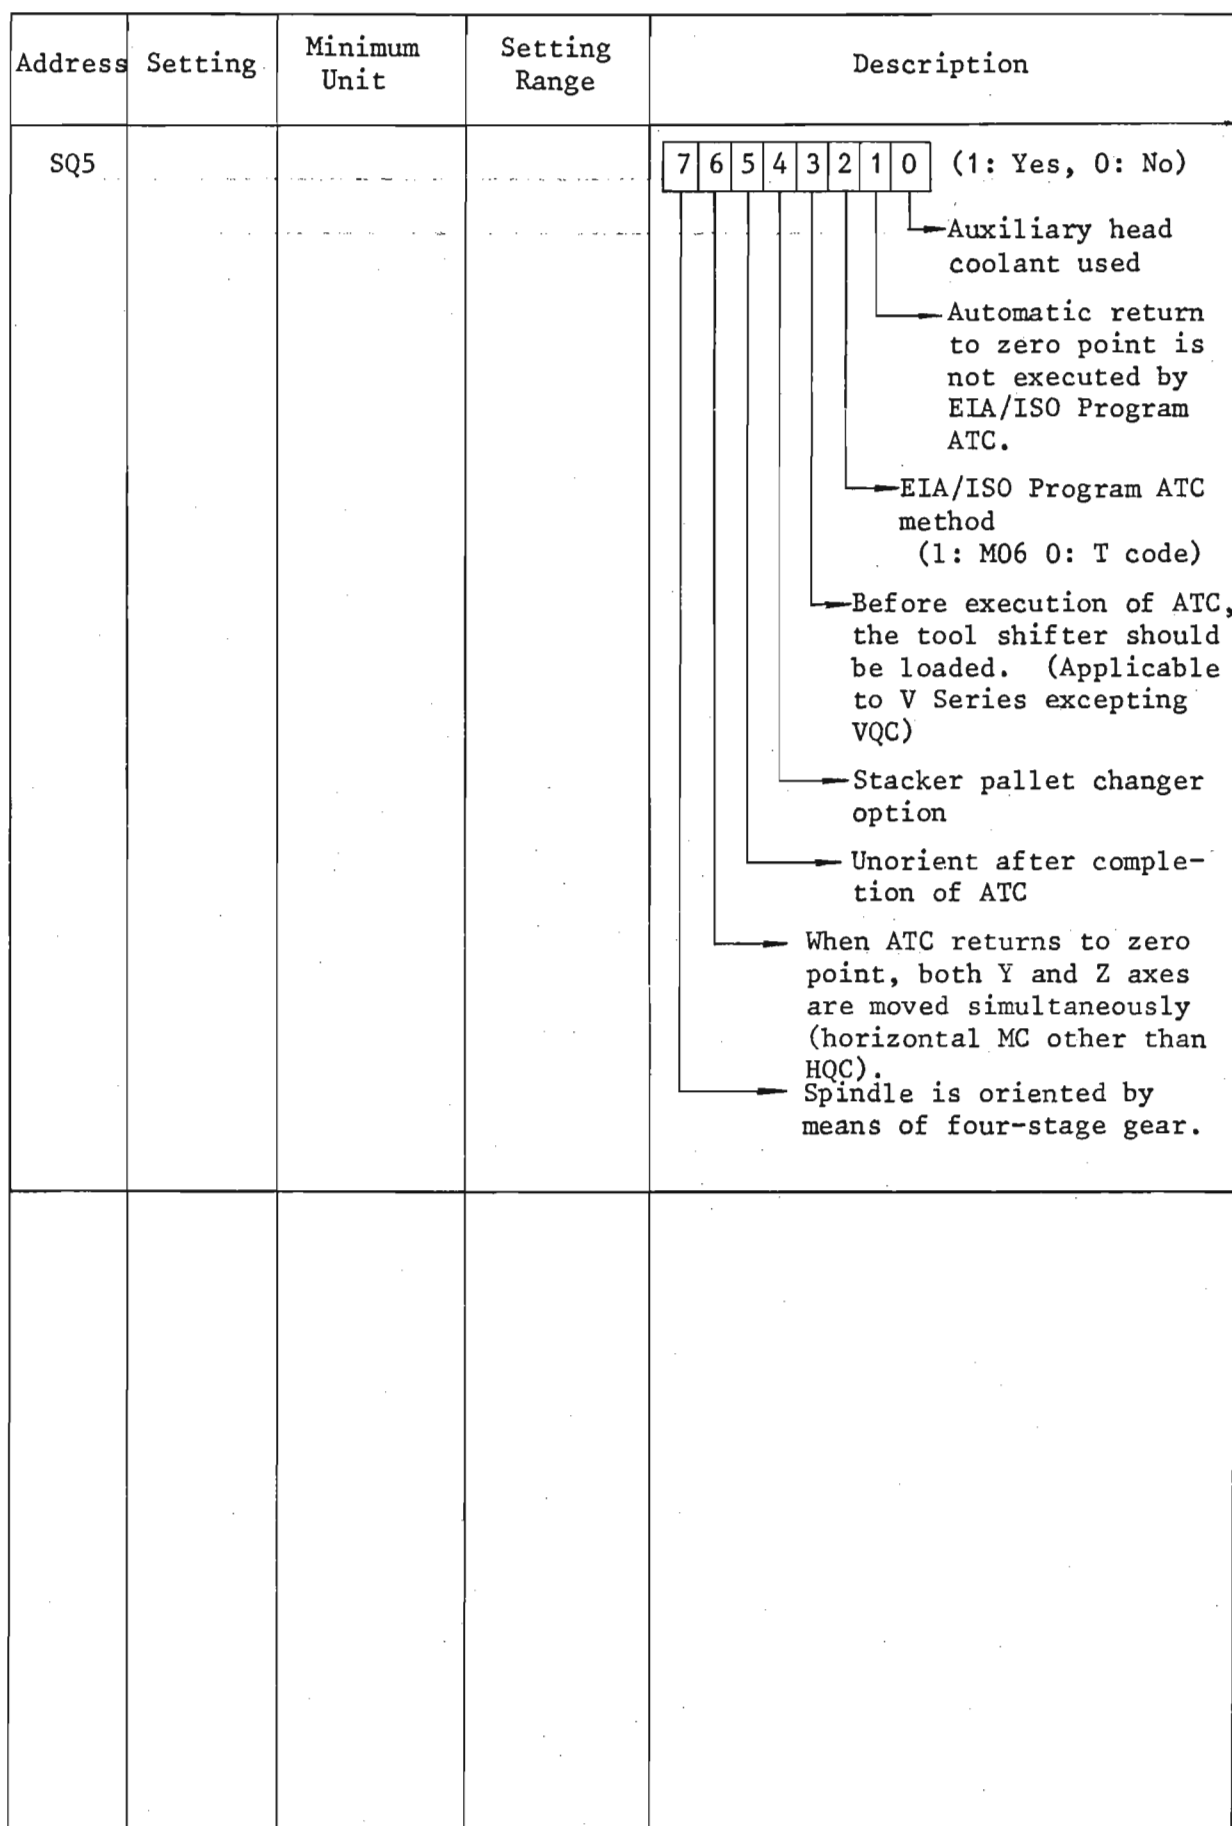 Address Setting Minimum Unit Setting Range Description
SQ5
7 6 5 4 3 2 1 0 (1: Yes, 0: No)
Auxiliary head
coolant used
Automatic return
to zero point is
not executed by
EIA/ISO Program
ATC.
EIA/ISO Program ATC
method
(1: M06 0: T code)
Before execution of ATC,
the tool shifter should
be loaded. (Applicable
to V Series excepting
VQC)
Stacker pallet changer
option
Unorient after comple-
tion of ATC
When ATC returns to zero
point, both Y and Z axes
are moved simultaneously
(horizontal MC other than
HQC).
Spindle is oriented by
means of four-stage gear.